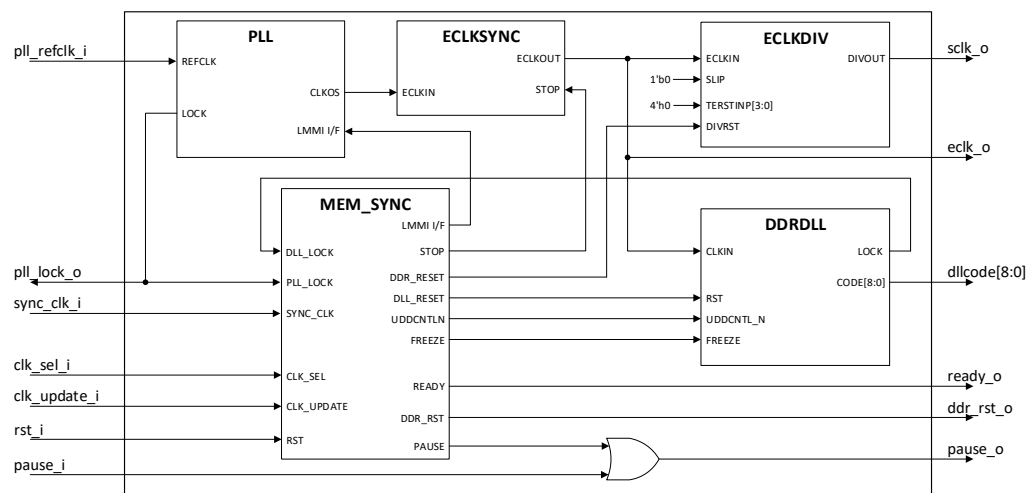 PLL
ECLKSYNC
ECLKDIV
pll_refclk_i
REFCLK
ECLKOUT
ECLKIN
DIVOUT
sclk_o
1'b0
SLIP
CLKOS
ECLKIN
STOP
4'h0
TERSTINP[3:0]
LOCK
LMMI I/F
DIVRST
eclk_o
MEM_SYNC
LMMI I/F
DDRDLL
DLL_LOCK
STOP
CLKIN
LOCK
pll_lock_o
PLL_LOCK
DDR_RESET
CODE[8:0]
dllcode[8:0]
sync_clk_i
SYNC_CLK
DLL_RESET
RST
UDDCNTLN
UDDCNTL_N
FREEZE
FREEZE
clk_sel_i
CLK_SEL
READY
ready_o
clk_update_i
CLK_UPDATE
DDR_RST
ddr_rst_o
rst_i
RST
PAUSE
pause_o
pause_i